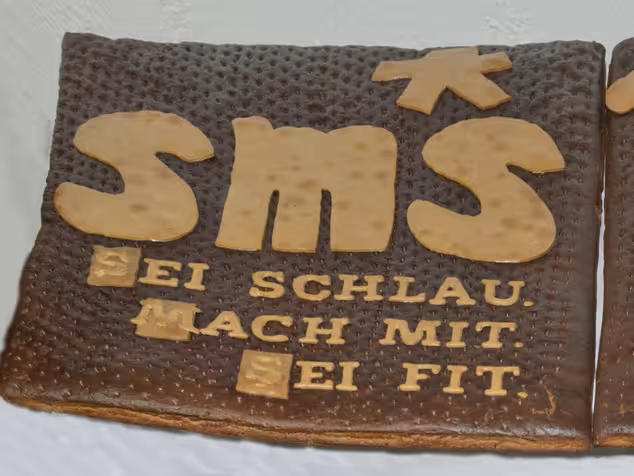 sms*
SEI SCHLAU.
MACH MIT.
SEI FIT.